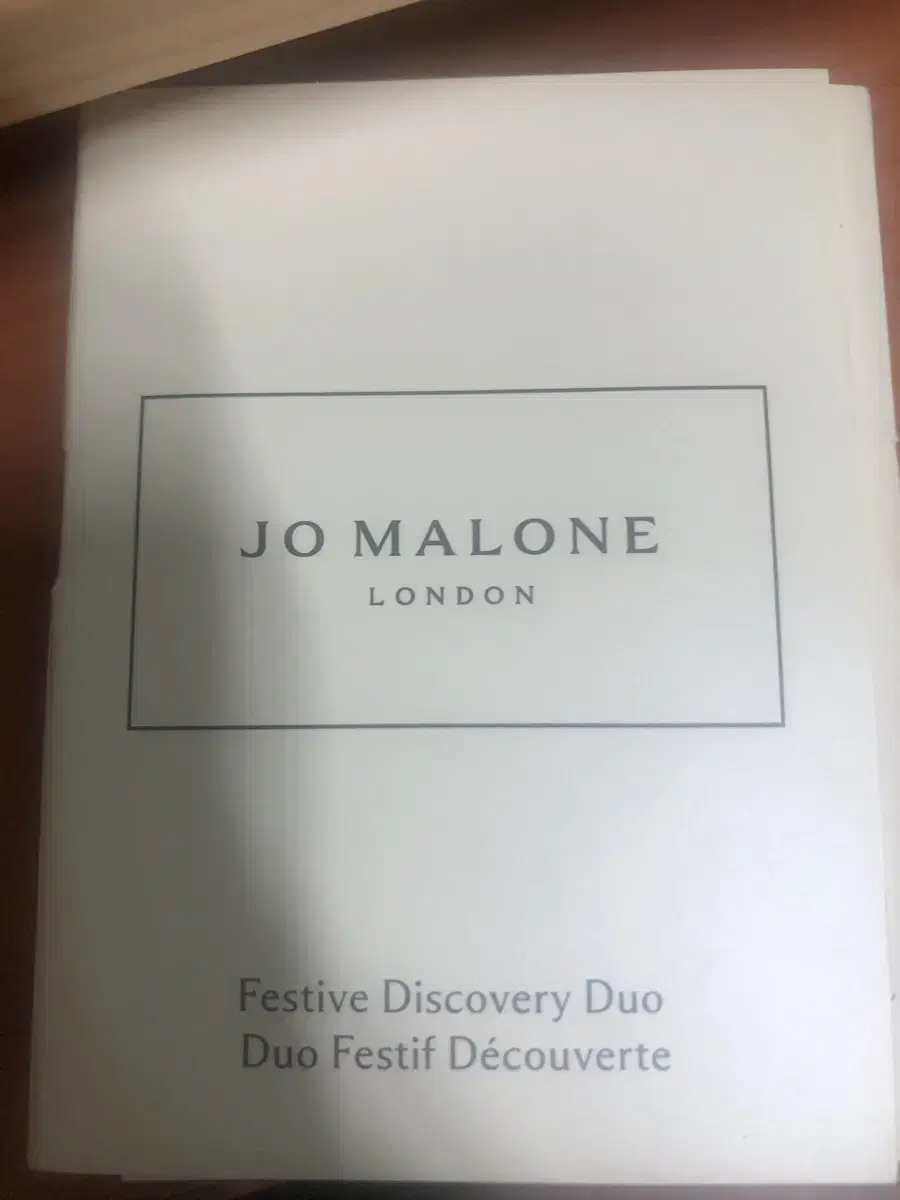 JO MALONE
LONDON
Festive Discovery Duo
Duo Festif Découverte